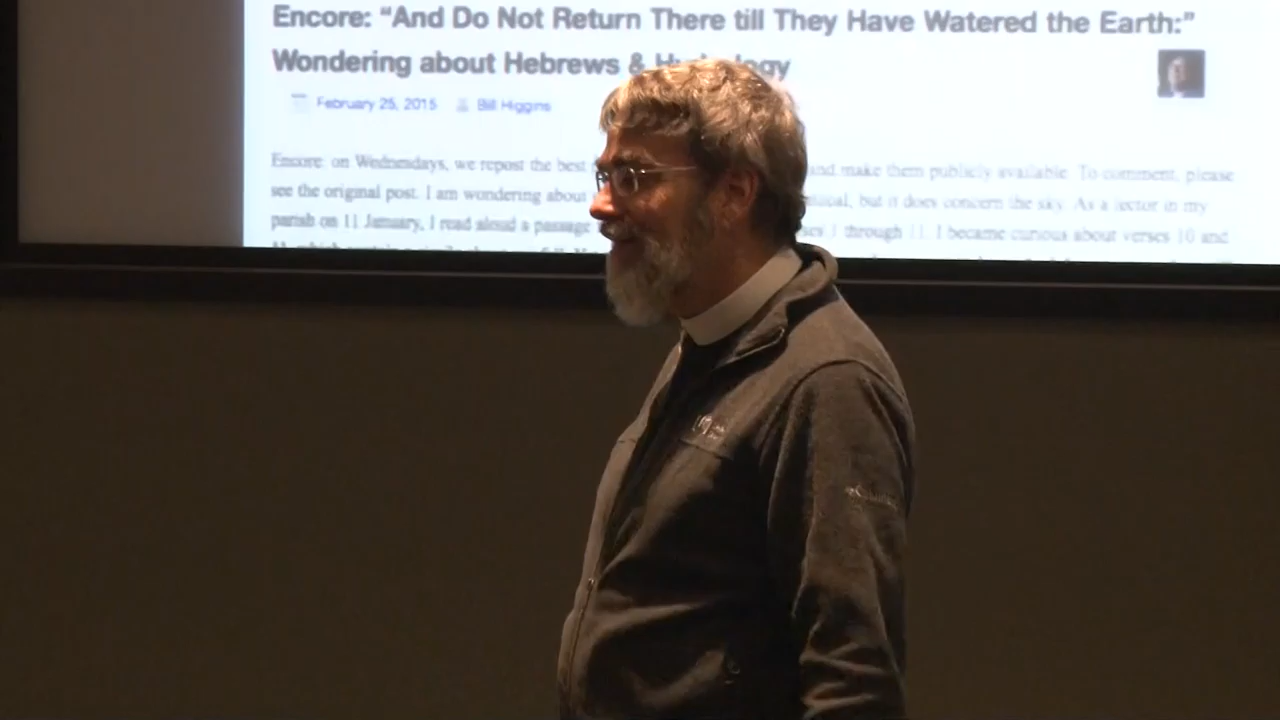 Encore: “And Do Not Return There till They Have Watered the Earth:”
Wondering about Hebrews &
February 25, 2015 Bill Higgins
Encore: on Wednesdays, we repost the best and make them publicly available. To comment, please
see the original post. I am wondering about but it does concern the sky. As a lector in my
parish on 11 January, I read aloud a passage 1 through 11. I became curious about verses 10 and
Columbia